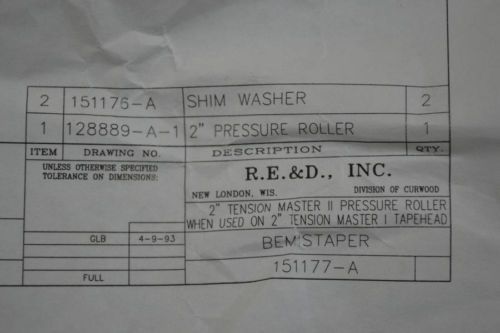 2 151176-A SHIM WASHER 2
1 128889-A-1 2" PRESSURE ROLLER 1
ITEM DRAWING NO. DESCRIPTION QTY.
UNLESS OTHERWISE SPECIFIED
TOLERANCE ON DIMENSIONS:
R.E.&D., INC.
NEW LONDON, WIS. DIVISION OF CURWOOD
2" TENSION MASTER II PRESSURE ROLLER
WHEN USED ON 2" TENSION MASTER I TAPEHEAD
GLB 4-9-93 BEM STAPER
FULL 151177-A